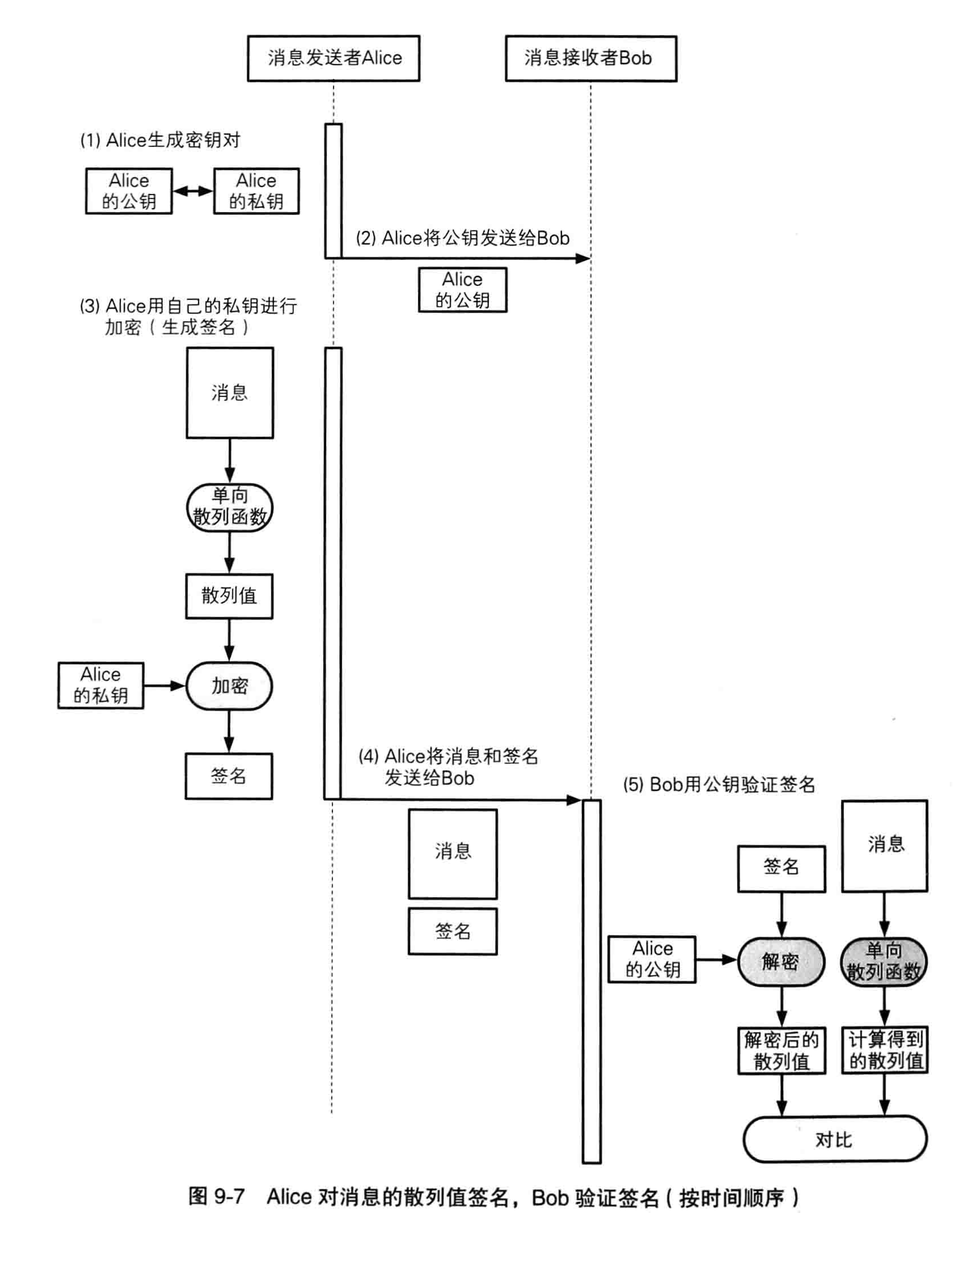 消息发送者Alice
消息接收者Bob
(1) Alice生成密钥对
Alice
的公钥
Alice
的私钥
(2) Alice将公钥发送给Bob
Alice
的公钥
(3) Alice用自己的私钥进行
加密（生成签名）
消息
单向
散列函数
散列值
Alice
的私钥
加密
签名
(4) Alice将消息和签名
发送给Bob
消息
签名
(5) Bob用公钥验证签名
签名
消息
Alice
的公钥
解密
单向
散列函数
解密后的
散列值
计算得到
的散列值
对比
图 9-7 Alice 对消息的散列值签名，Bob 验证签名（按时间顺序）